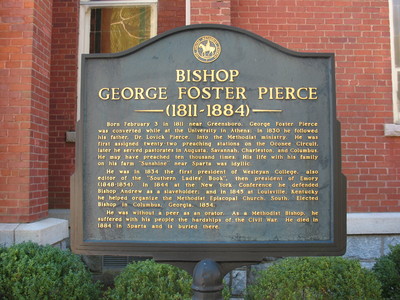 BISHOP
GEORGE FOSTER PIERCE
(1811-1884)
Born February 3 in 1811 near Greensboro, George Foster Pierce
was converted while at the University in Athens. In 1830 he followed
his father, Dr. Lovick Pierce, into the Methodist ministry. He was
first assigned twenty-two preaching stations on the Oconee Circuit,
later he served pastorates in Augusta, Savannah, Charleston, and Columbus.
He may have preached ten thousand times. His life with his family
on his farm "Sunshine" near Sparta was idyllic.
He was in 1834 the first president of Wesleyan College, also
editor of the "Southern Ladies' Book", then president of Emory
(1848-1854). In 1844 at the New York Conference he defended
Bishop Andrew as a slaveholder; and in 1845 at Louisville, Kentucky
he helped organize the Methodist Episcopal Church, South. Elected
Bishop in Columbus, Georgia, 1854.
He was without a peer as an orator. As a Methodist Bishop, he
suffered with his people the hardships of the Civil War. He died in
1884 in Sparta and is buried there.